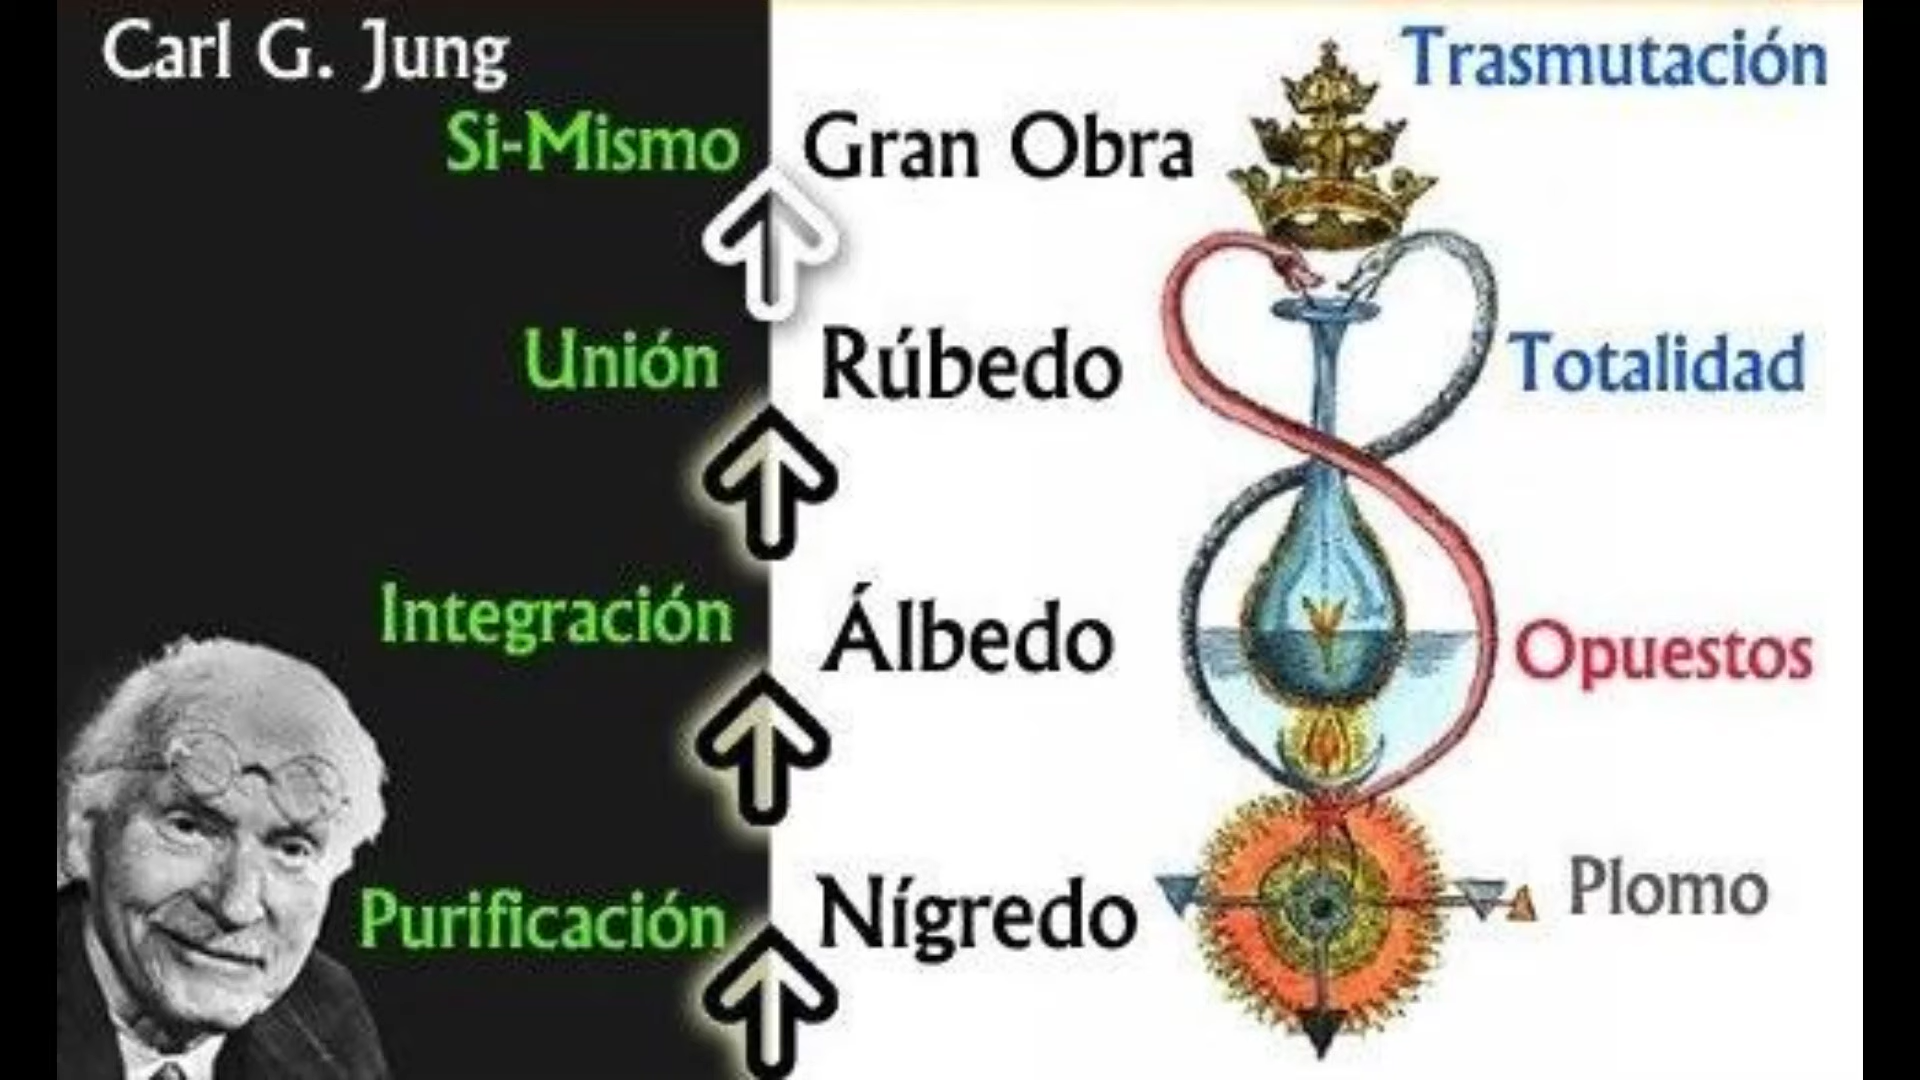 Carl G. Jung
Trasmutación
Si-Mismo
Gran Obra
Unión
Rúbedo
Totalidad
Integración
Álbedo
Opuestos
Purificación
Nígredo
Plomo